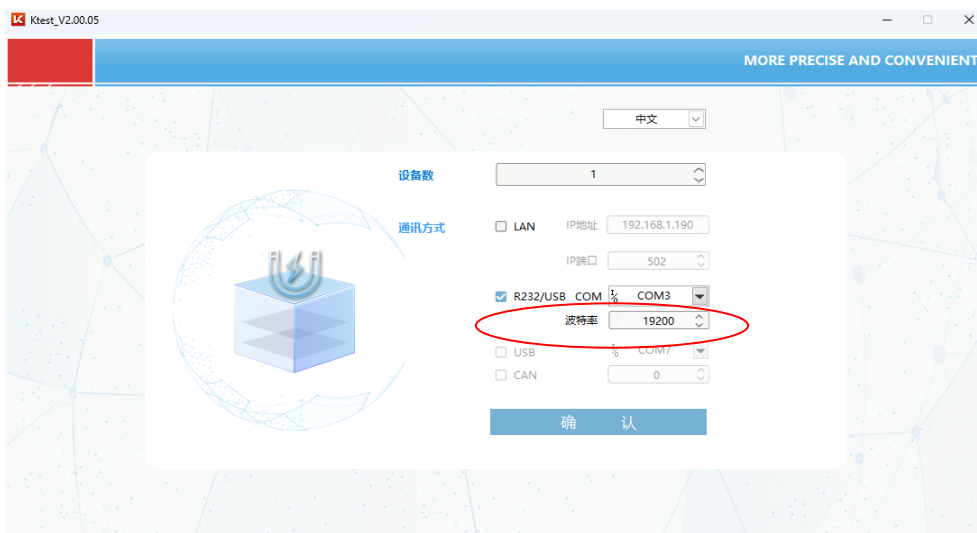 Ktest_V2.00.05
MORE PRECISE AND CONVENIENT
中文
设备数 1
通讯方式 LAN IP地址 192.168.1.190
IP端口 502
R232/USB COM COM3
波特率 19200
USB COM7
CAN 0
确 认